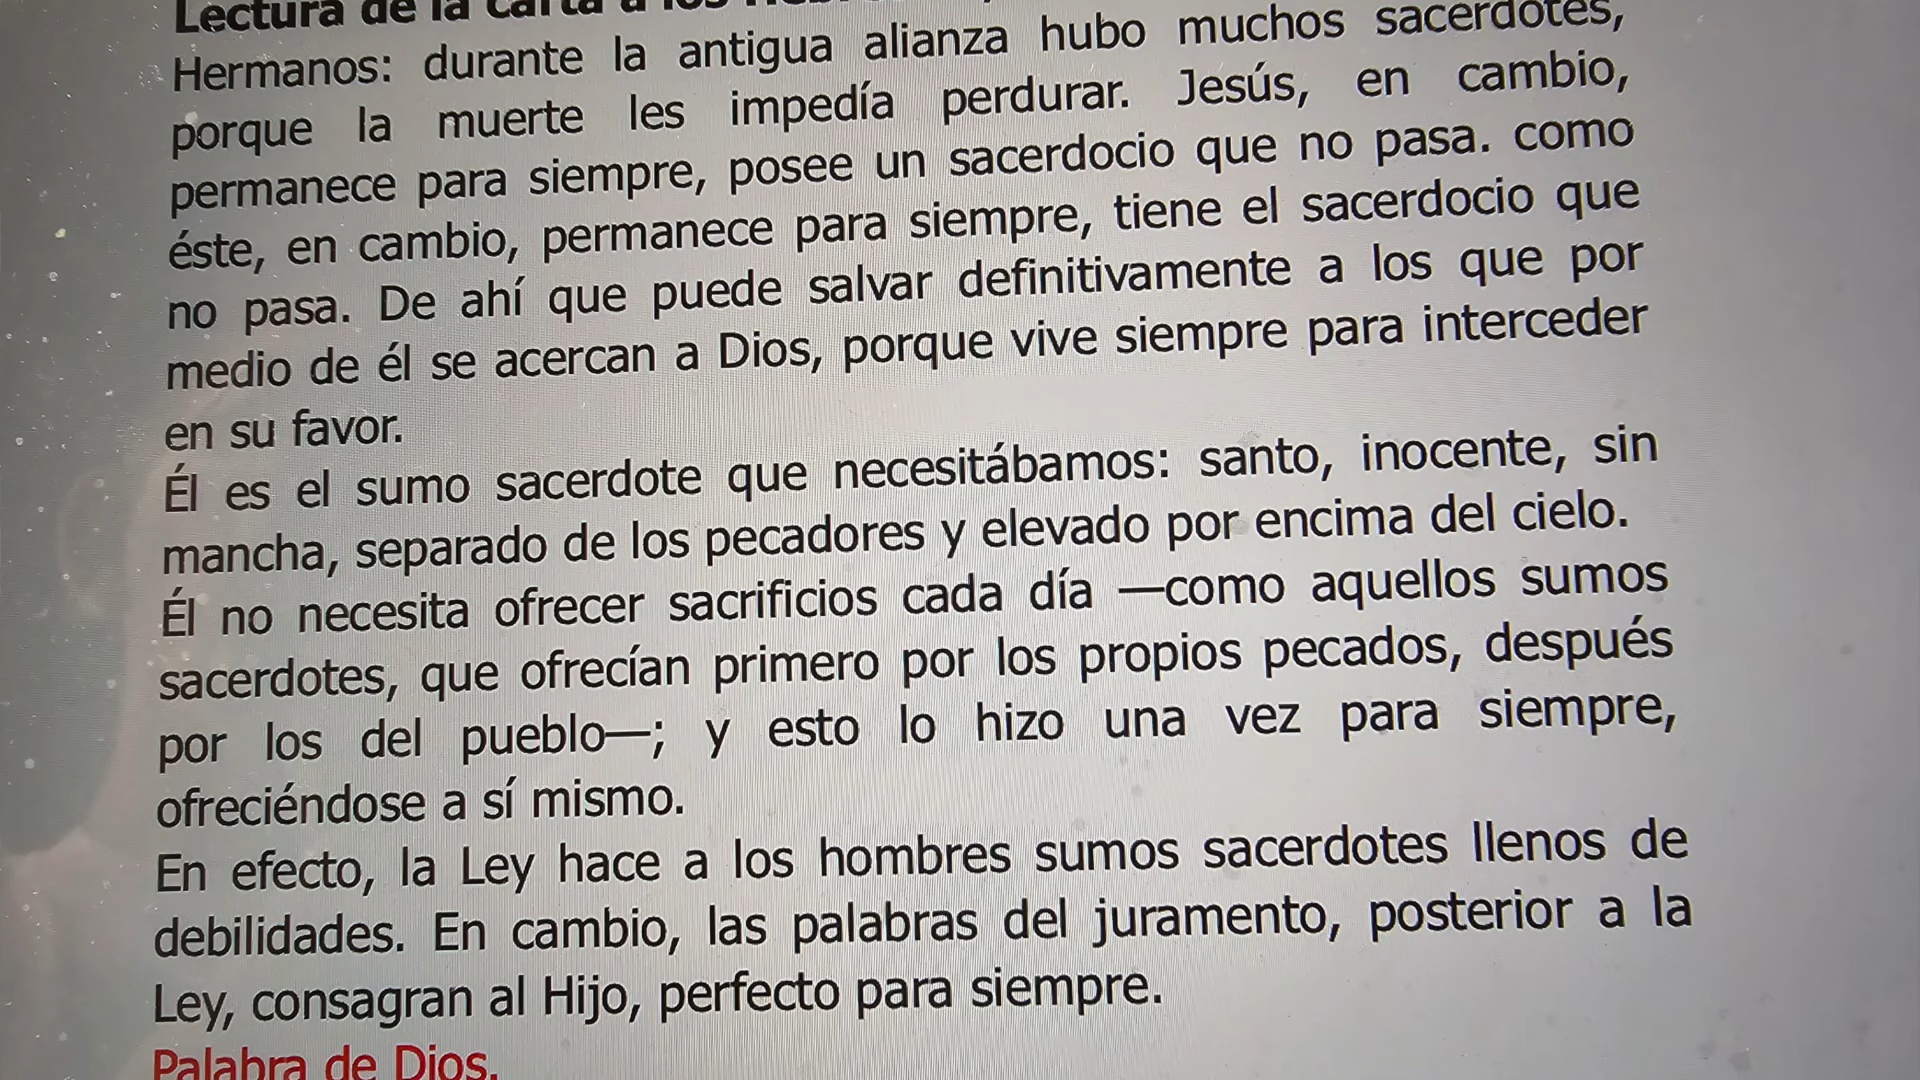 Lectura de la carta a los
Hermanos: durante la antigua alianza hubo muchos sacerdotes,
porque la muerte les impedía perdurar. Jesús, en cambio,
permanece para siempre, posee un sacerdocio que no pasa. como
éste, en cambio, permanece para siempre, tiene el sacerdocio que
no pasa. De ahí que puede salvar definitivamente a los que por
medio de él se acercan a Dios, porque vive siempre para interceder
en su favor.
Él es el sumo sacerdote que necesitábamos: santo, inocente, sin
mancha, separado de los pecadores y elevado por encima del cielo.
Él no necesita ofrecer sacrificios cada día —como aquellos sumos
sacerdotes, que ofrecían primero por los propios pecados, después
por los del pueblo—; y esto lo hizo una vez para siempre,
ofreciéndose a sí mismo.
En efecto, la Ley hace a los hombres sumos sacerdotes llenos de
debilidades. En cambio, las palabras del juramento, posterior a la
Ley, consagran al Hijo, perfecto para siempre.
Palabra de Dios.